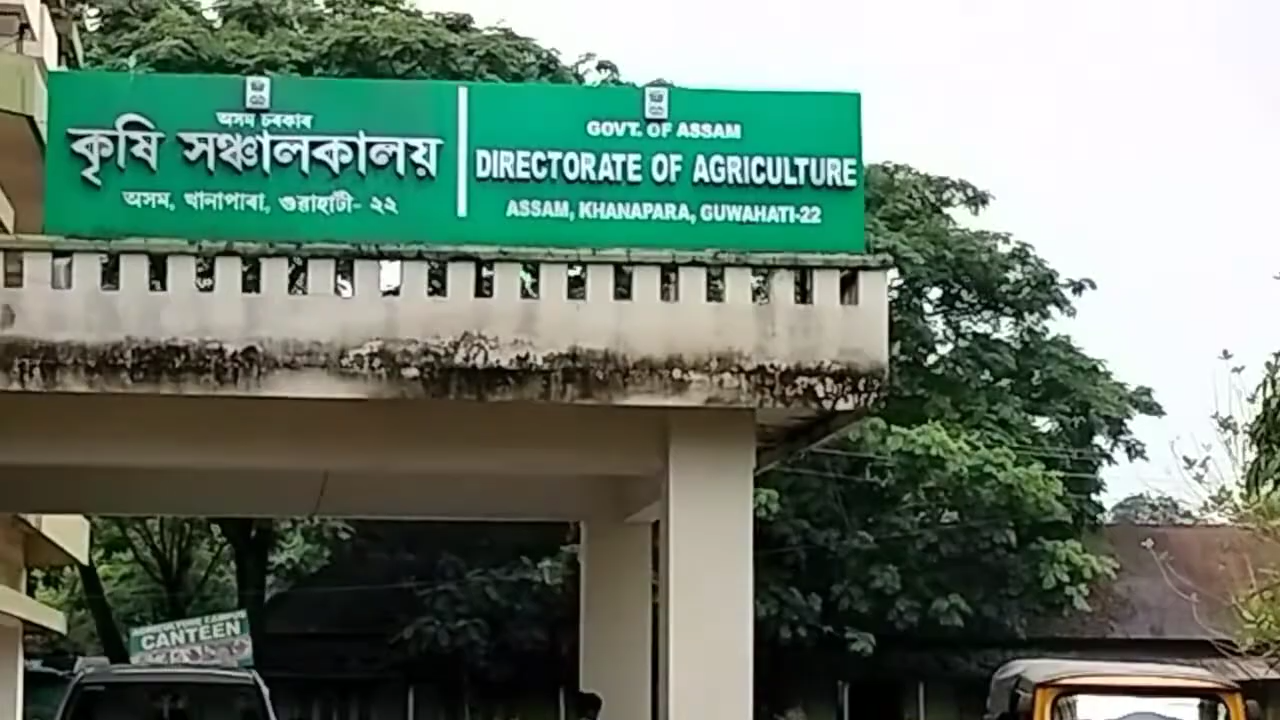 অসম চৰকাৰ
কৃষি সঞ্চালকালয়
অসম, খানাপাৰা, গুৱাহাটী- ২২
GOVT. OF ASSAM
DIRECTORATE OF AGRICULTURE
ASSAM, KHANAPARA, GUWAHATI-22
CANTEEN